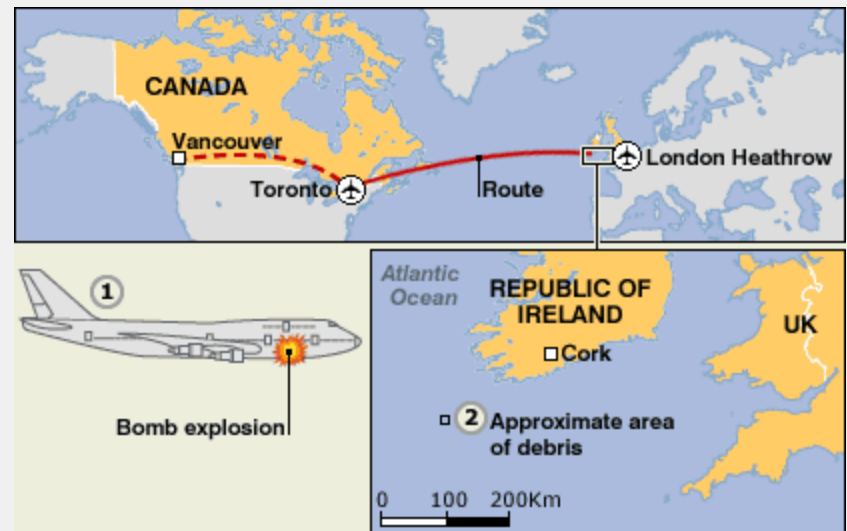 CANADA
Vancouver
Toronto
Route
London Heathrow
1
Bomb explosion
Atlantic
Ocean
REPUBLIC OF
IRELAND
UK
Cork
2 Approximate area
of debris
0 100 200Km